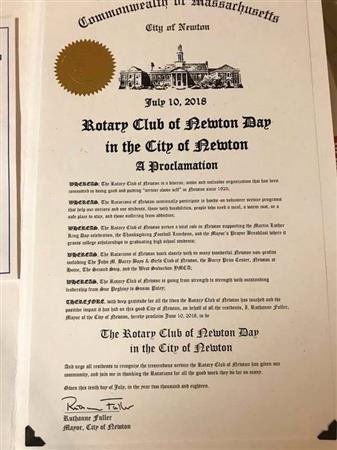 Commonwealth of Massachusetts
City of Newton
July 10, 2018
Rotary Club of Newton Day
in the City of Newton
A Proclamation
WHEREAS, The Rotary Club of Newton is a diverse, active and inclusive organization that has been
committed to doing good and putting "service above self" in Newton since 1920,
WHEREAS, The Rotarians of Newton continually participate in hands-on volunteer service programs
that help our seniors and our students, those with disabilities, people who need a meal, a warm coat, or a
safe place to stay, and those suffering from addiction;
WHEREAS, The Rotary Club of Newton serves a vital role in Newton supporting the Martin Luther
King Day celebration, the Thanksgiving Football Luncheon, and the Mayor's Prayer Breakfast where it
grants college scholarships to graduating high school students;
WHEREAS, The Rotarians of Newton work closely with so many wonderful Newton non profits
including The John M. Barry Boys & Girls Club of Newton, the Barry Price Center, Newton at
Home, The Second Step, and the West Suburban YMCA;
WHEREAS, The Rotary Club of Newton is going from strength to strength with outstanding
leadership from Sue Peghiny to Susan Paley;
THEREFORE, with deep gratitude for all the lives the Rotary Club of Newton has touched and the
positive impact it has had on this good City of Newton, on behalf of all the residents, I, Ruthanne Fuller,
Mayor of the City of Newton, hereby proclaim June 10, 2018, to be
The Rotary Club of Newton Day
in the City of Newton
And urge all residents to recognize the tremendous service the Rotary Club of Newton has given our
community, and join me in thanking the Rotarians for all the good work they do for so many.
Given this tenth day of July, in the year two thousand and eighteen.
Ruthanne Fuller
Ruthanne Fuller
Mayor, City of Newton